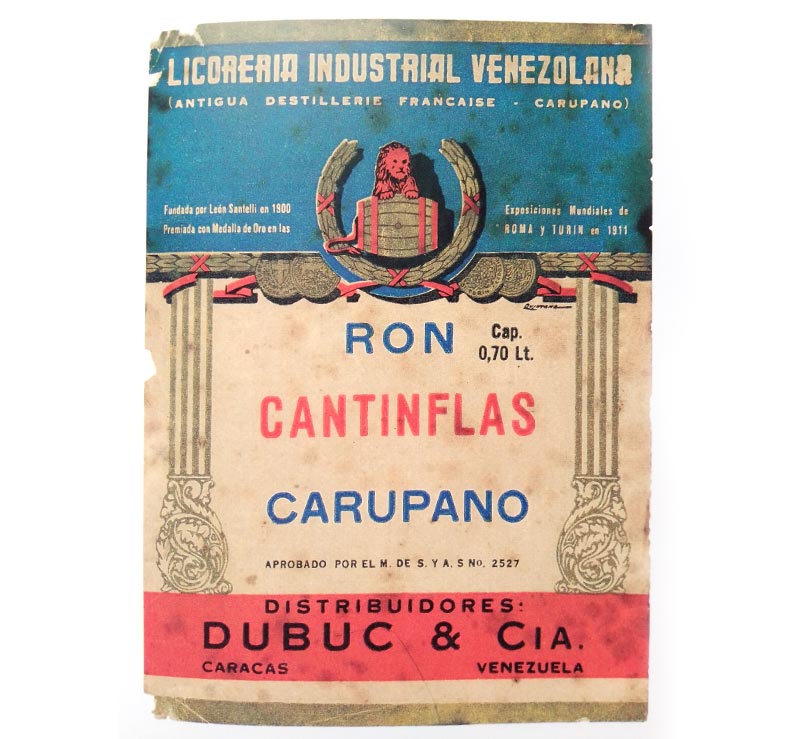 LICORERIA INDUSTRIAL VENEZOLANA
(ANTIGUA DESTILLERIE FRANCAISE - CARUPANO)
Fundada por León Santelli en 1900
Premiada con Medalla de Oro en las
Exposiciones Mundiales de
ROMA y TURIN en 1911
QUINTANA
RON
Cap.
0,70 Lt.
CANTINFLAS
CARUPANO
APROBADO POR EL M. DE S. Y A. S No. 2527
DISTRIBUIDORES:
DUBUC & CIA.
CARACAS VENEZUELA